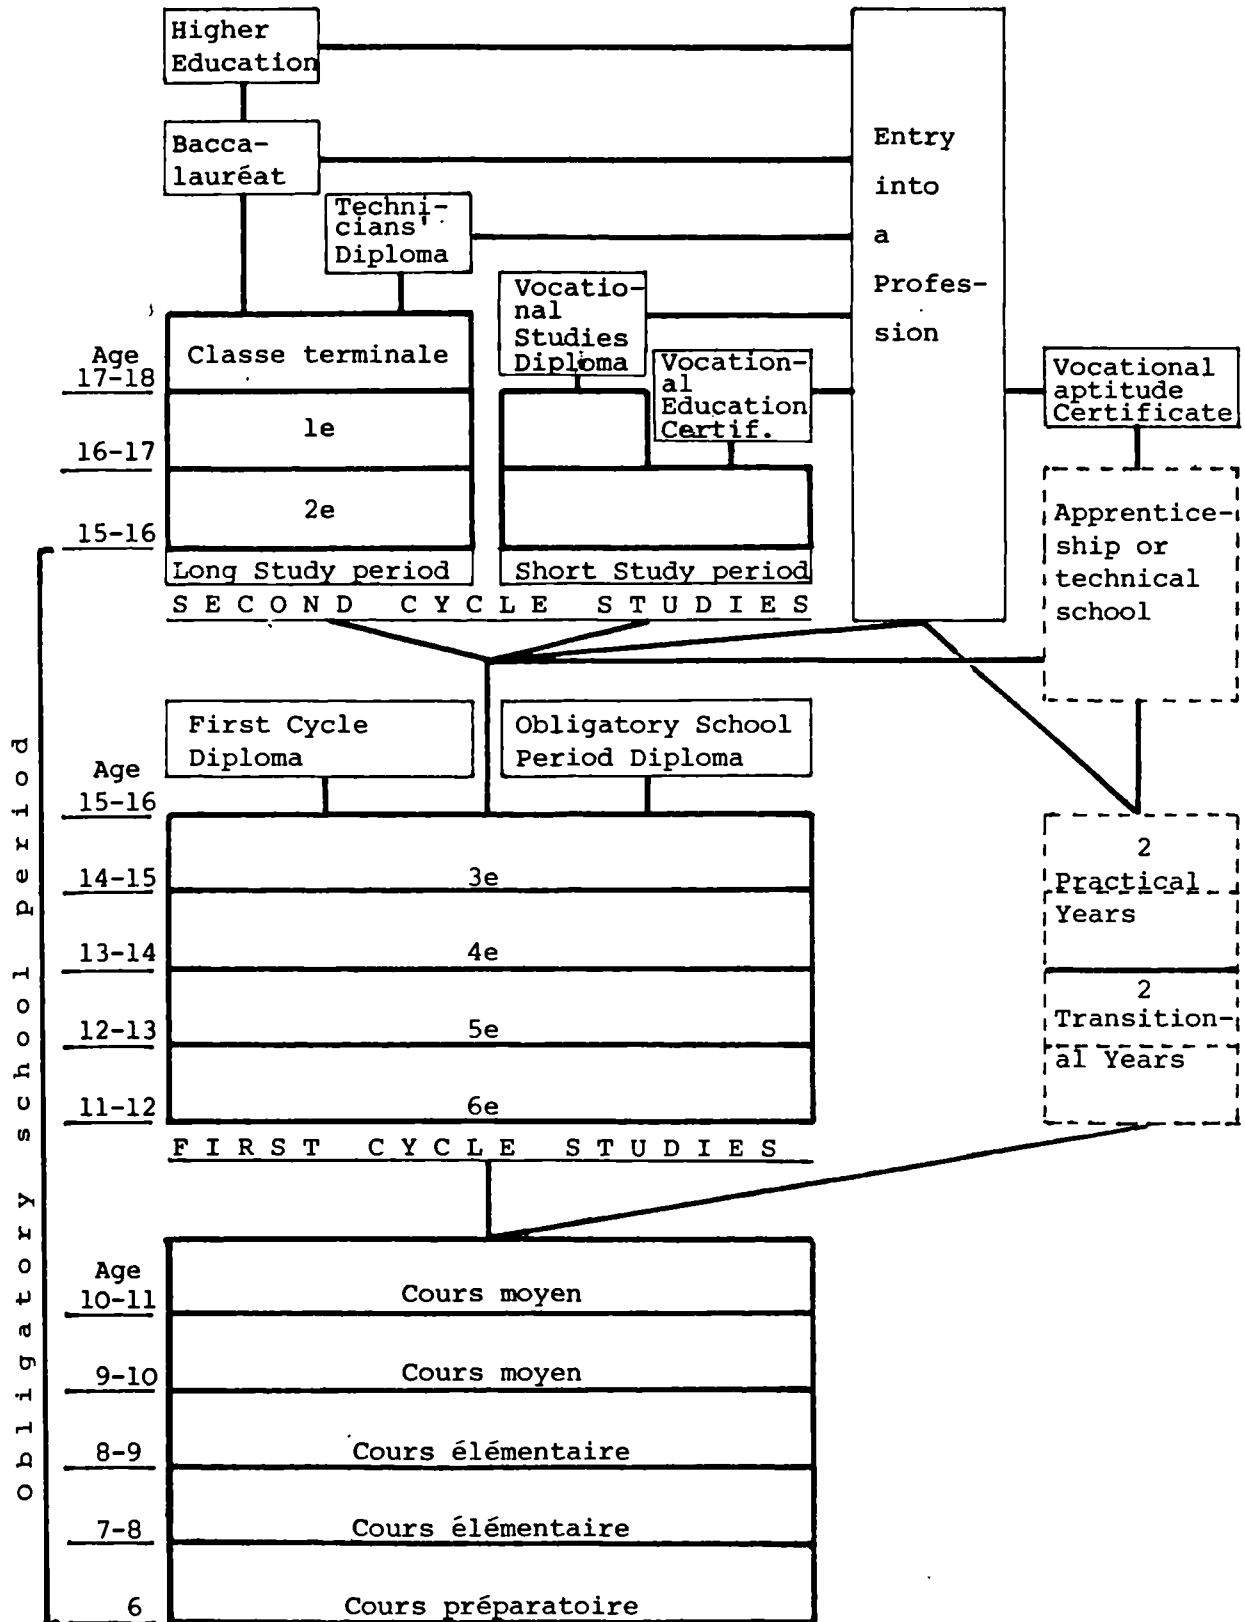 Higher
Education
Bacca-
lauréat
Techni-
cians'
Diploma
Vocatio-
nal
Studies
Diploma
Vocation-
al
Education
Certif.
Entry
into
a
Profes-
sion
Vocational
aptitude
Certificate
Apprentice-
ship or
technical
school
Age
17-18
Classe terminale
16-17
1e
15-16
2e
Long Study period
Short Study period
SECOND CYCLE STUDIES
First Cycle
Diploma
Obligatory School
Period Diploma
Age
15-16
14-15
3e
13-14
4e
12-13
5e
11-12
6e
2
Practical
Years
2
Transition-
al Years
FIRST CYCLE STUDIES
Age
10-11
Cours moyen
9-10
Cours moyen
8-9
Cours élémentaire
7-8
Cours élémentaire
6
Cours préparatoire
Obligatory school period